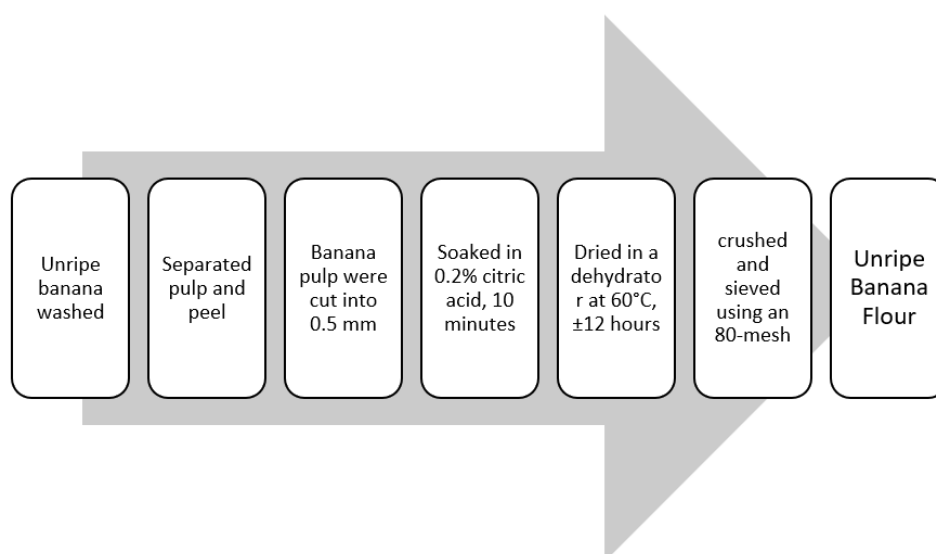 Unripe
banana
washed
Separated
pulp and
peel
Banana
pulp were
cut into
0.5 mm
Soaked in
0.2% citric
acid, 10
minutes
Dried in a
dehydrato
r at 60°C,
±12 hours
crushed
and
sieved
using an
80-mesh
Unripe
Banana
Flour